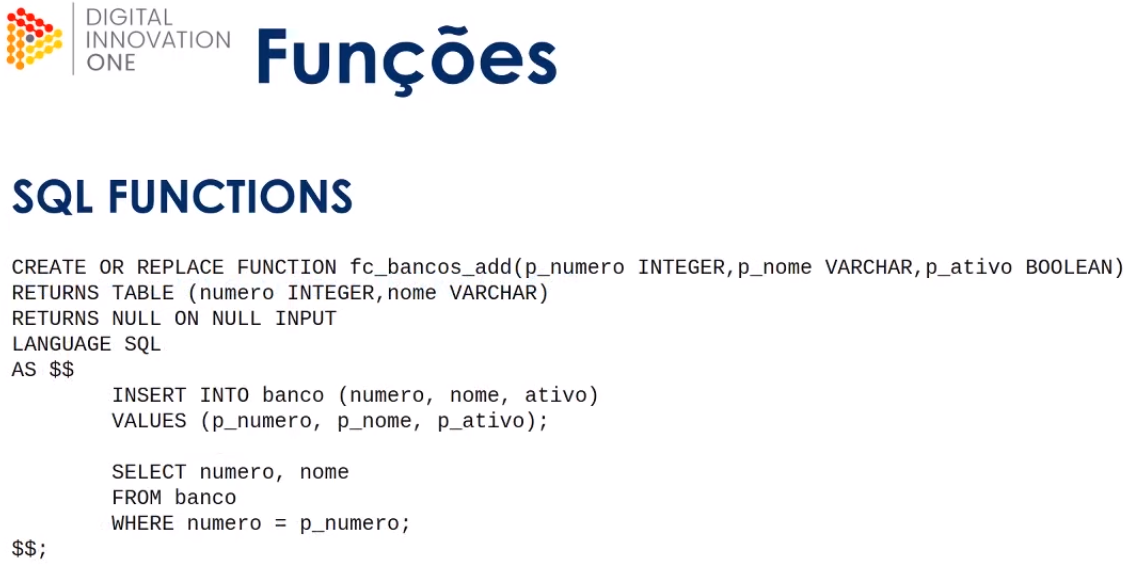 DIGITAL
INNOVATION
ONE
Funções
SQL FUNCTIONS
CREATE OR REPLACE FUNCTION fc_bancos_add(p_numero INTEGER,p_nome VARCHAR,p_ativo BOOLEAN)
RETURNS TABLE (numero INTEGER,nome VARCHAR)
RETURNS NULL ON NULL INPUT
LANGUAGE SQL
AS $$
INSERT INTO banco (numero, nome, ativo)
VALUES (p_numero, p_nome, p_ativo);
SELECT numero, nome
FROM banco
WHERE numero = p_numero;
$$;